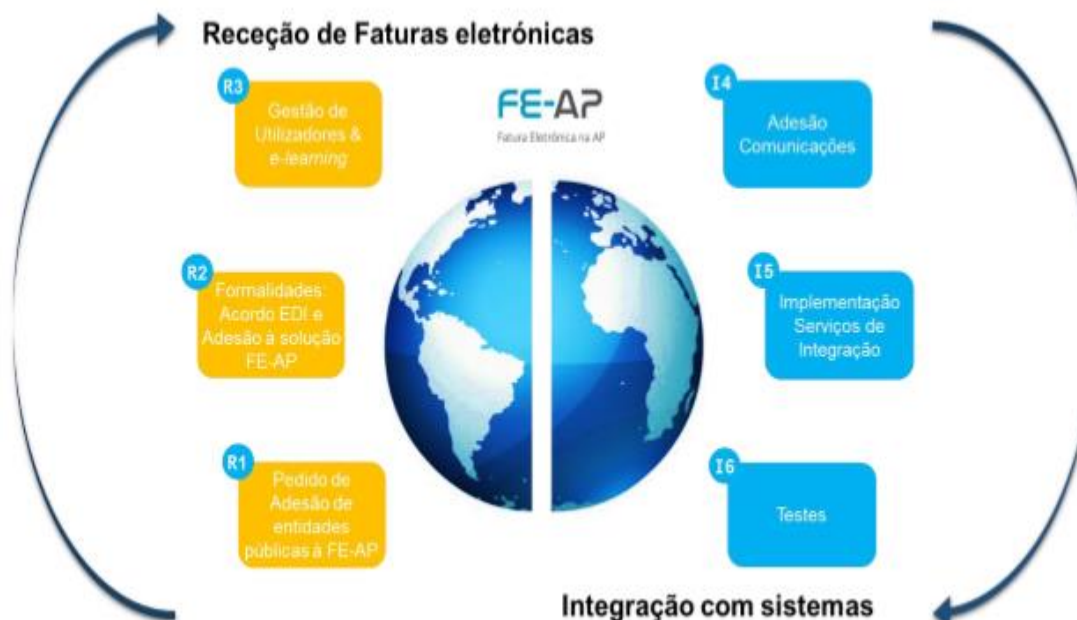 Receção de Faturas eletrónicas
R3
Gestão de
Utilizadores &
e-learning
R2
Formalidades:
Acordo EDI e
Adesão à solução
FE-AP
R1
Pedido de
Adesão de
entidades
públicas à FE-AP
FE-AP
Fatura Eletrónica na AP
I4
Adesão
Comunicações
I5
Implementação
Serviços de
Integração
I6
Testes
Integração com sistemas